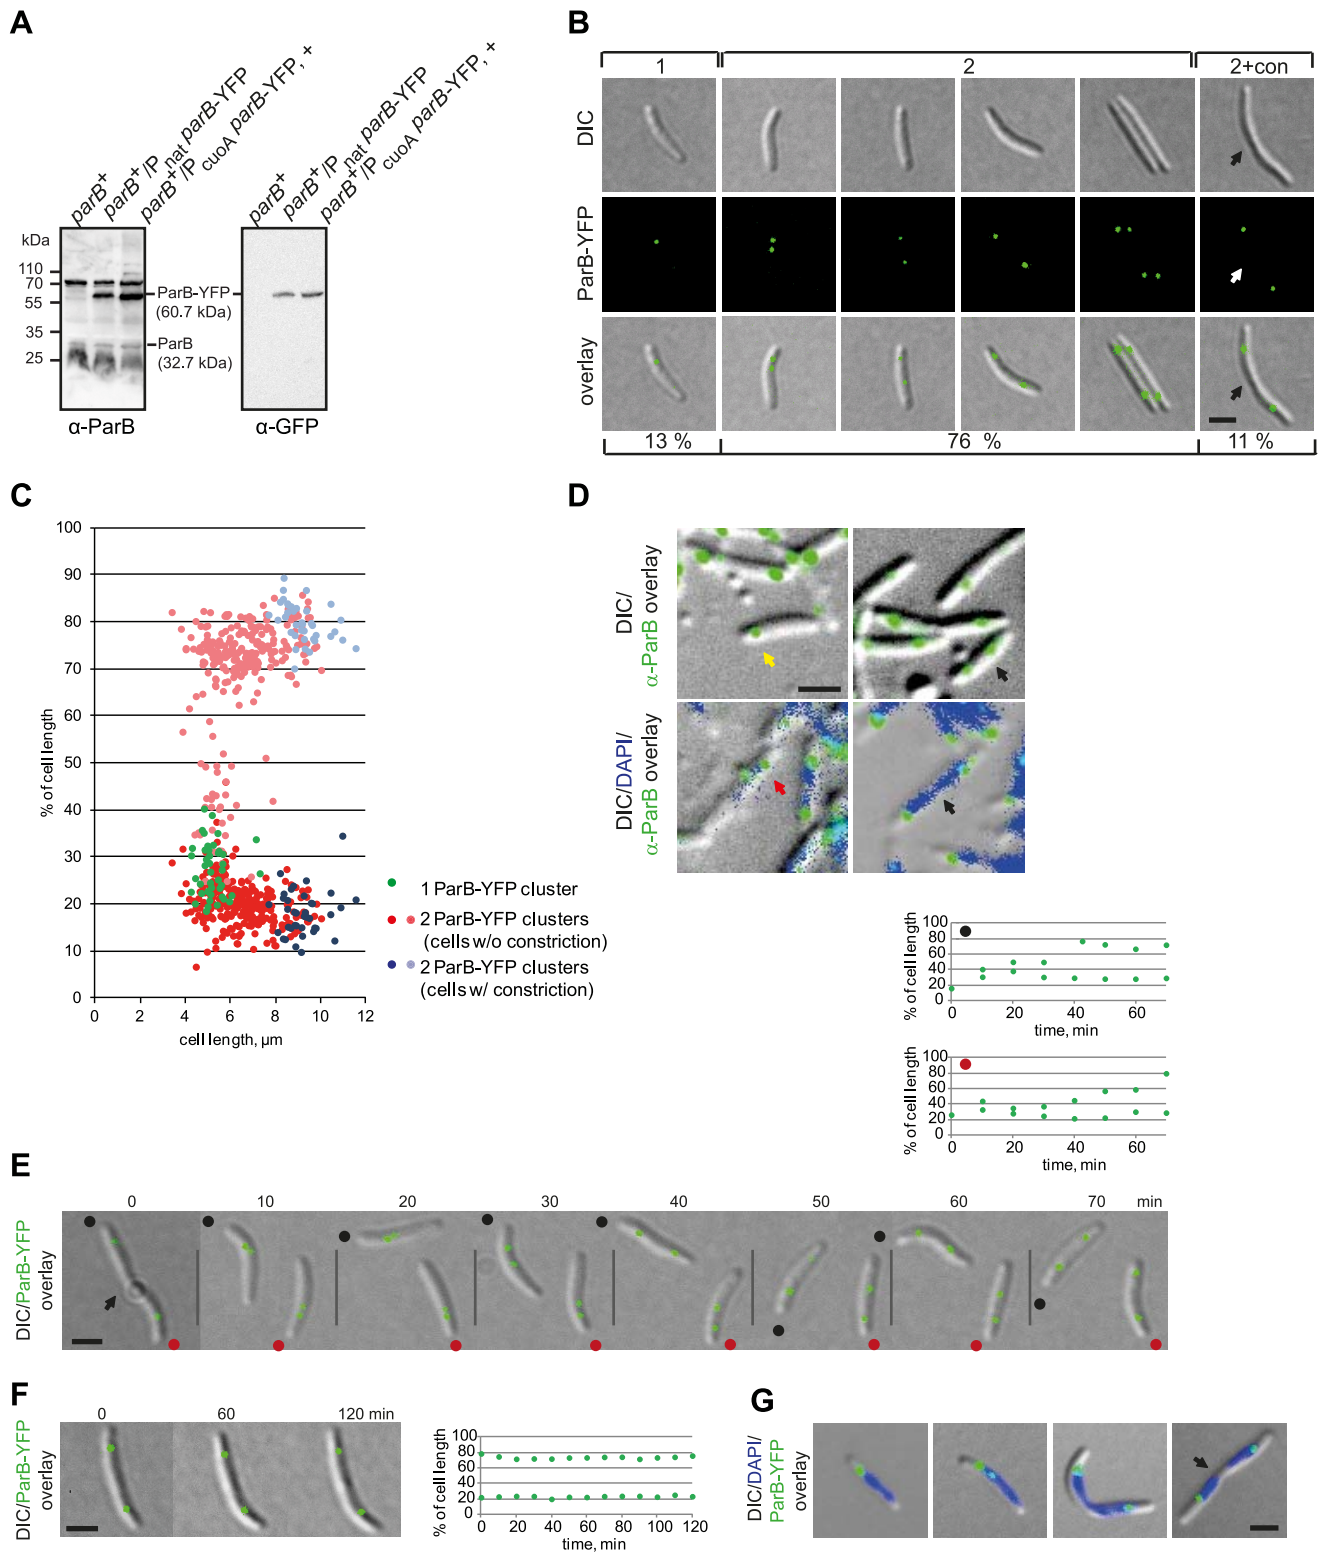 A
parB+
parB+/P nat parB-YFP
parB+/P cuoA parB-YFP, +
parB+
parB+/P nat parB-YFP
parB+/P cuoA parB-YFP, +
kDa
110
70
55
35
25
ParB-YFP
(60.7 kDa)
ParB
(32.7 kDa)
α-ParB
α-GFP
B
1
2
2+con
DIC
ParB-YFP
overlay
13 %
76 %
11 %
C
100
90
80
70
60
50
40
30
20
10
0
% of cell length
0 2 4 6 8 10 12
cell length, µm
1 ParB-YFP cluster
2 ParB-YFP clusters
(cells w/o constriction)
2 ParB-YFP clusters
(cells w/ constriction)
D
DIC/
α-ParB overlay
DIC/DAPI/
α-ParB overlay
% of cell length
100
80
60
40
20
0
0 20 40 60
time, min
% of cell length
100
80
60
40
20
0
0 20 40 60
time, min
E
DIC/ParB-YFP
overlay
0 10 20 30 40 50 60 70 min
F
DIC/ParB-YFP
overlay
0 60 120 min
% of cell length
100
80
60
40
20
0
0 20 40 60 80 100 120
time, min
G
DIC/DAPI/
ParB-YFP
overlay